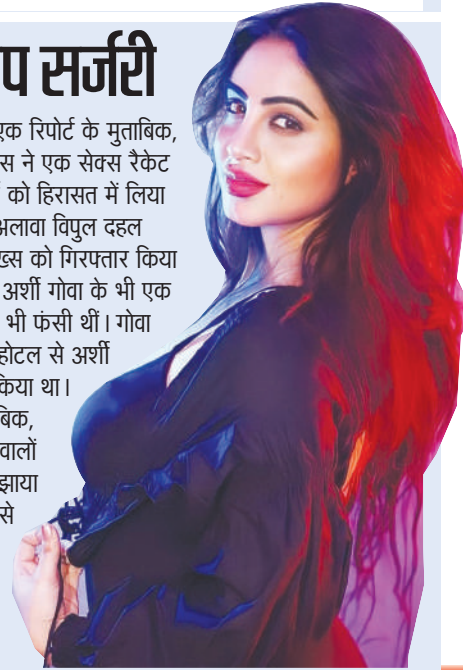 प सर्जरी
एक रिपोर्ट के मुताबिक,
स ने एक सेक्स रैकेट
को हिरासत में लिया
अलावा विपुल दहल
ख्स को गिरफ्तार किया
अर्शी गोवा के भी एक
भी फंसी थीं। गोवा
होटल से अर्शी
किया था।
बिक,
वालों
झाया
से